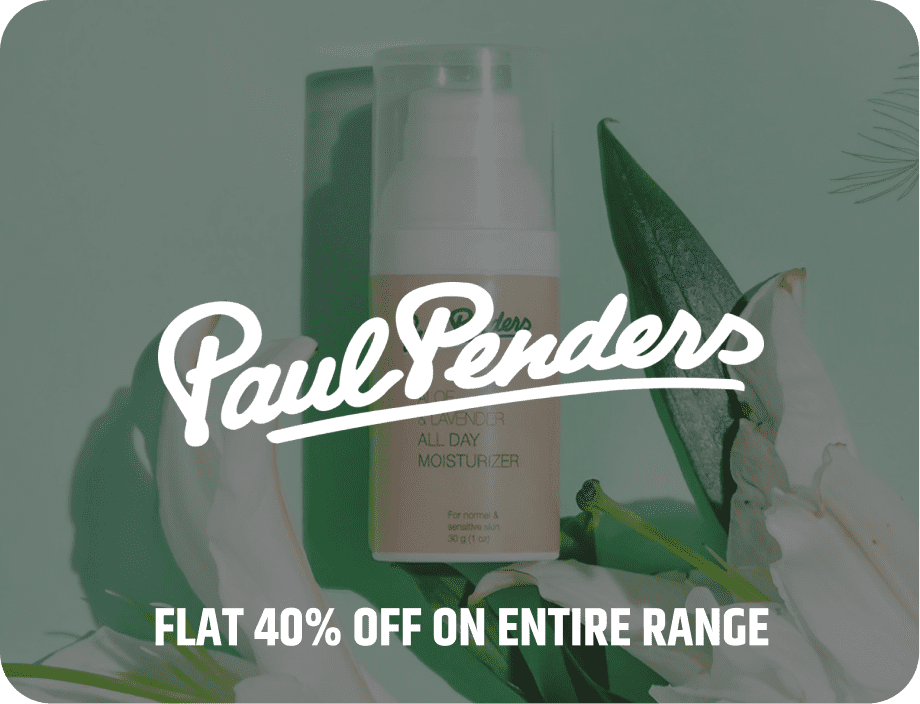 Paul Penders
& LAVENDER
ALL DAY
MOISTURIZER
For normal &
sensitive skin
30 g (1 oz)
FLAT 40% OFF ON ENTIRE RANGE